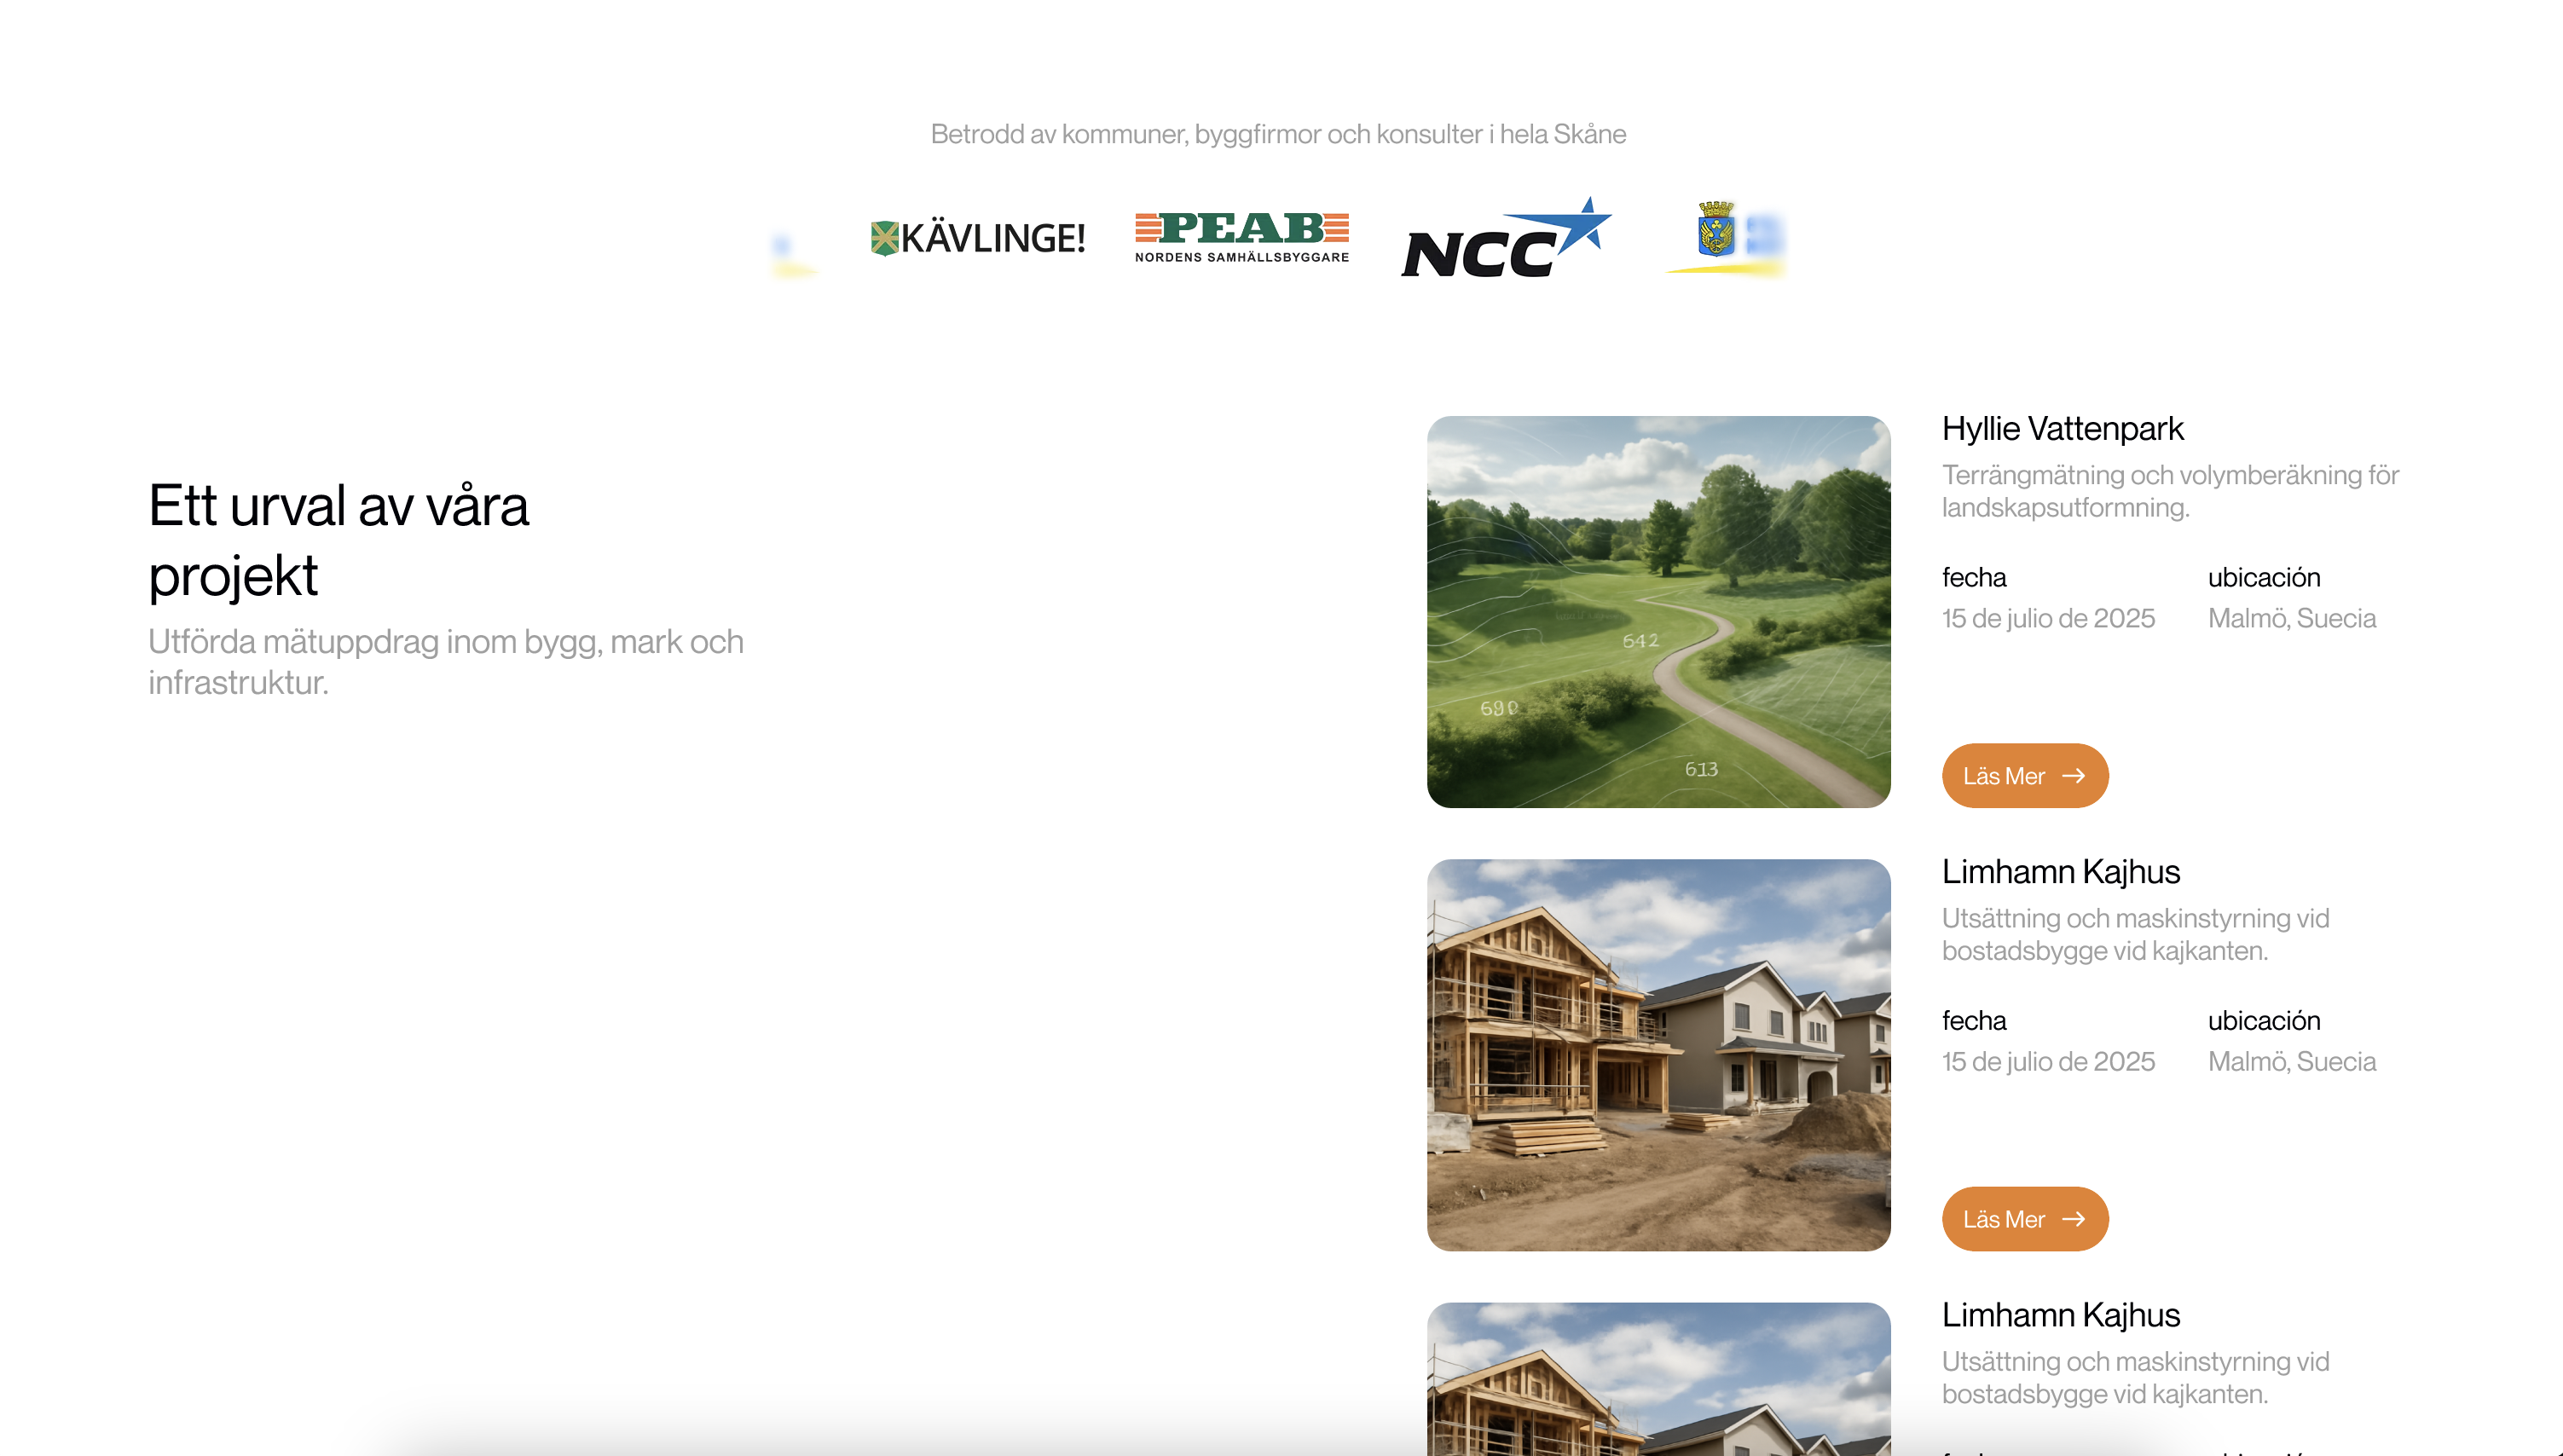 Betrodd av kommuner, byggfirmor och konsulter i hela Skåne
KÄVLINGE!
PEAB
NORDENS SAMHÄLLSBYGGARE
NCC
Ett urval av våra
projekt
Utförda mätuppdrag inom bygg, mark och
infrastruktur.
642
690
613
Hyllie Vattenpark
Terrängmätning och volymberäkning för
landskapsutformning.
fecha
ubicación
15 de julio de 2025
Malmö, Suecia
Läs Mer
Limhamn Kajhus
Utsättning och maskinstyrning vid
bostadsbygge vid kajkanten.
fecha
ubicación
15 de julio de 2025
Malmö, Suecia
Läs Mer
Limhamn Kajhus
Utsättning och maskinstyrning vid
bostadsbygge vid kajkanten.